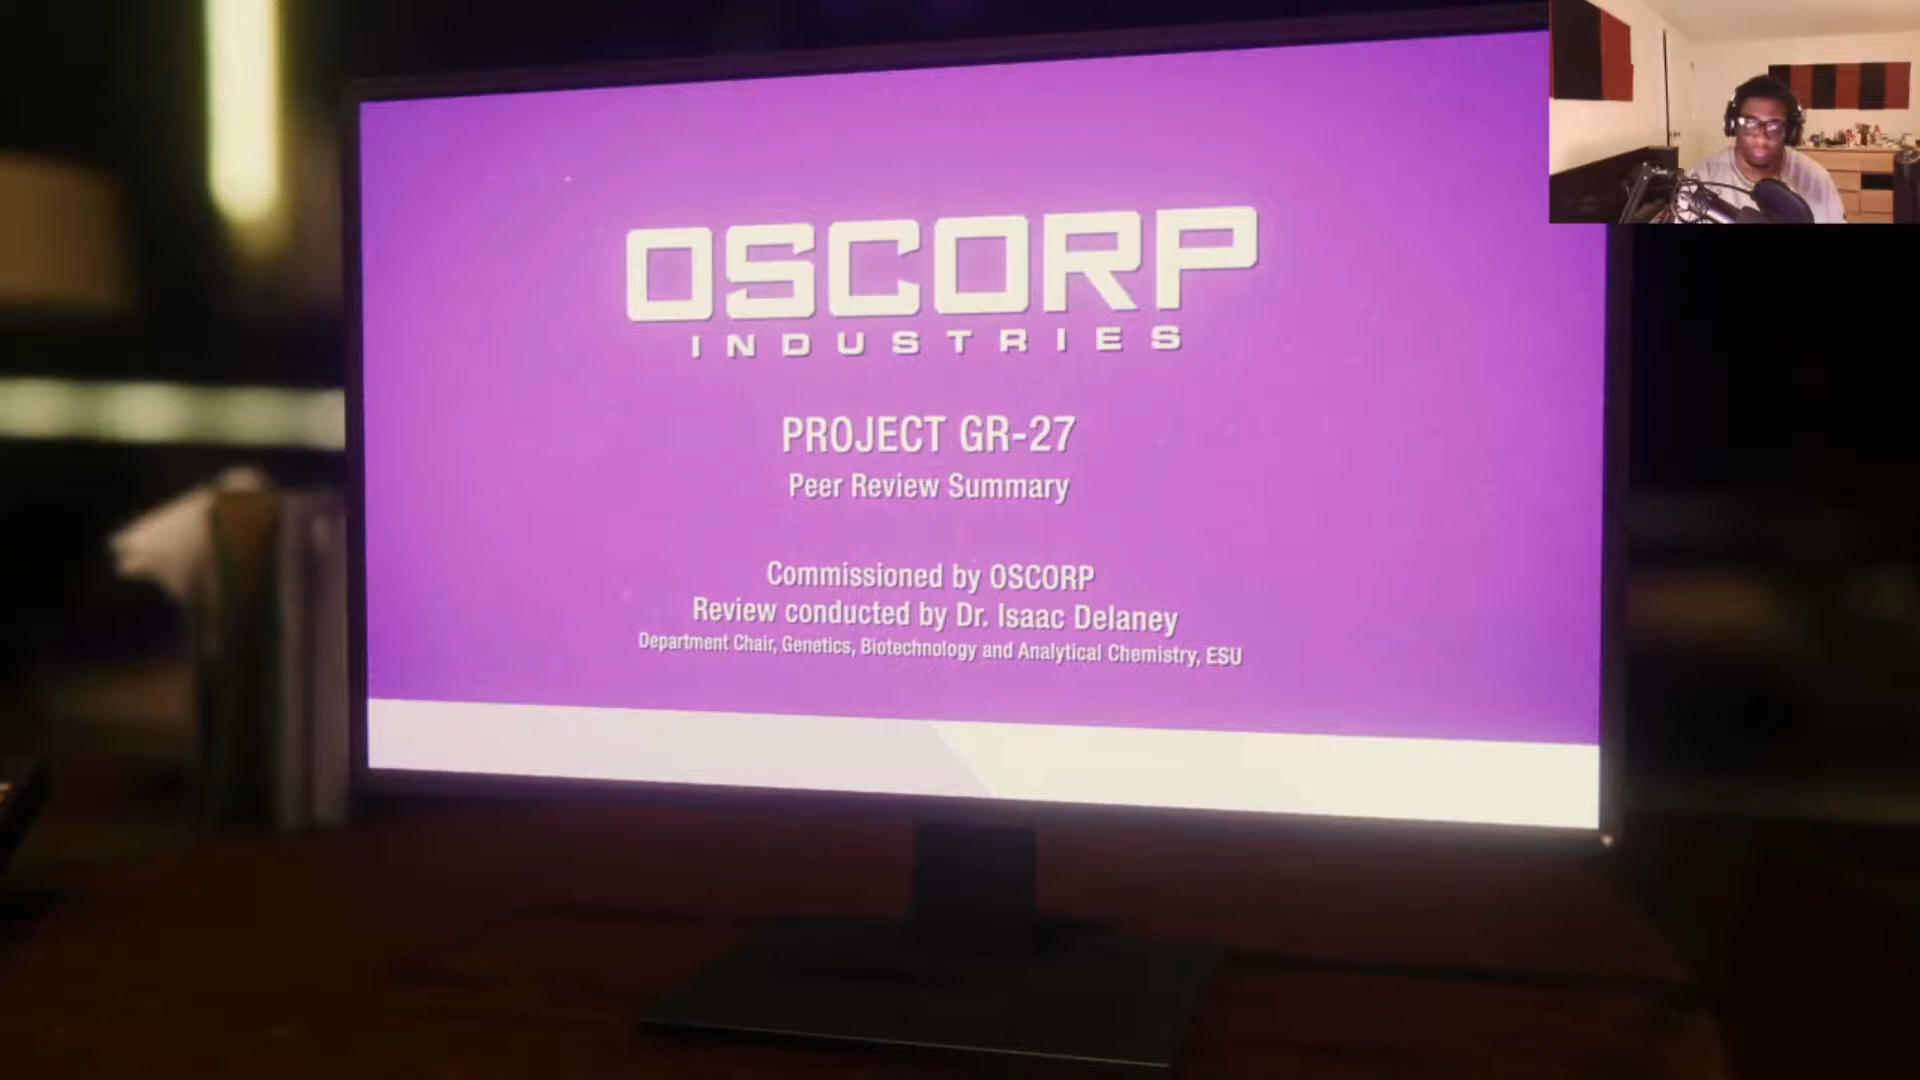 OSCORP
INDUSTRIES
PROJECT GR-27
Peer Review Summary
Commissioned by OSCORP
Review conducted by Dr. Isaac Delaney
Department Chair, Genetics, Biotechnology and Analytical Chemistry, ESU